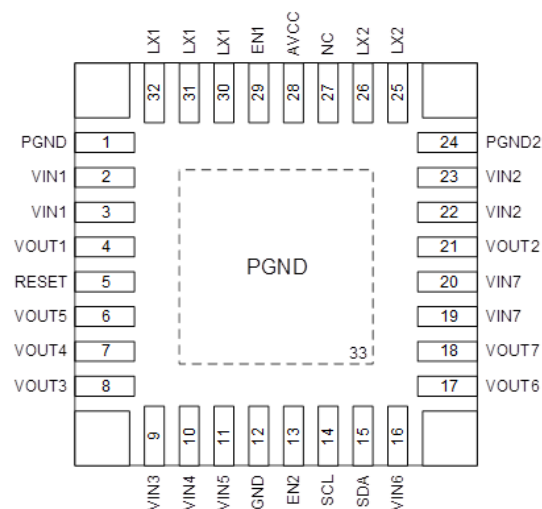 LX1 LX1 LX1 EN1 AVCC NC LX2 LX2
32 31 30 29 28 27 26 25
PGND 1 24 PGND2
VIN1 2 23 VIN2
VIN1 3 22 VIN2
VOUT1 4 21 VOUT2
RESET 5 PGND 20 VIN7
VOUT5 6 19 VIN7
VOUT4 7 33 18 VOUT7
VOUT3 8 17 VOUT6
9 10 11 12 13 14 15 16
VIN3 VIN4 VIN5 GND EN2 SCL SDA VIN6